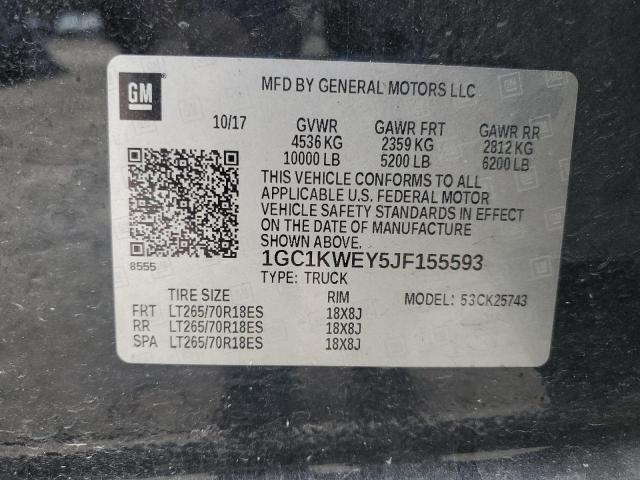 GM
MFD BY GENERAL MOTORS LLC
10/17 GVWR GAWR FRT GAWR RR
4536 KG 2359 KG 2812 KG
10000 LB 5200 LB 6200 LB
THIS VEHICLE CONFORMS TO ALL
APPLICABLE U.S. FEDERAL MOTOR
VEHICLE SAFETY STANDARDS IN EFFECT
ON THE DATE OF MANUFACTURE
SHOWN ABOVE.
8555 1GC1KWEY5JF155593
TYPE: TRUCK
TIRE SIZE RIM MODEL: 53CK25743
FRT LT265/70R18ES 18X8J
RR LT265/70R18ES 18X8J
SPA LT265/70R18ES 18X8J